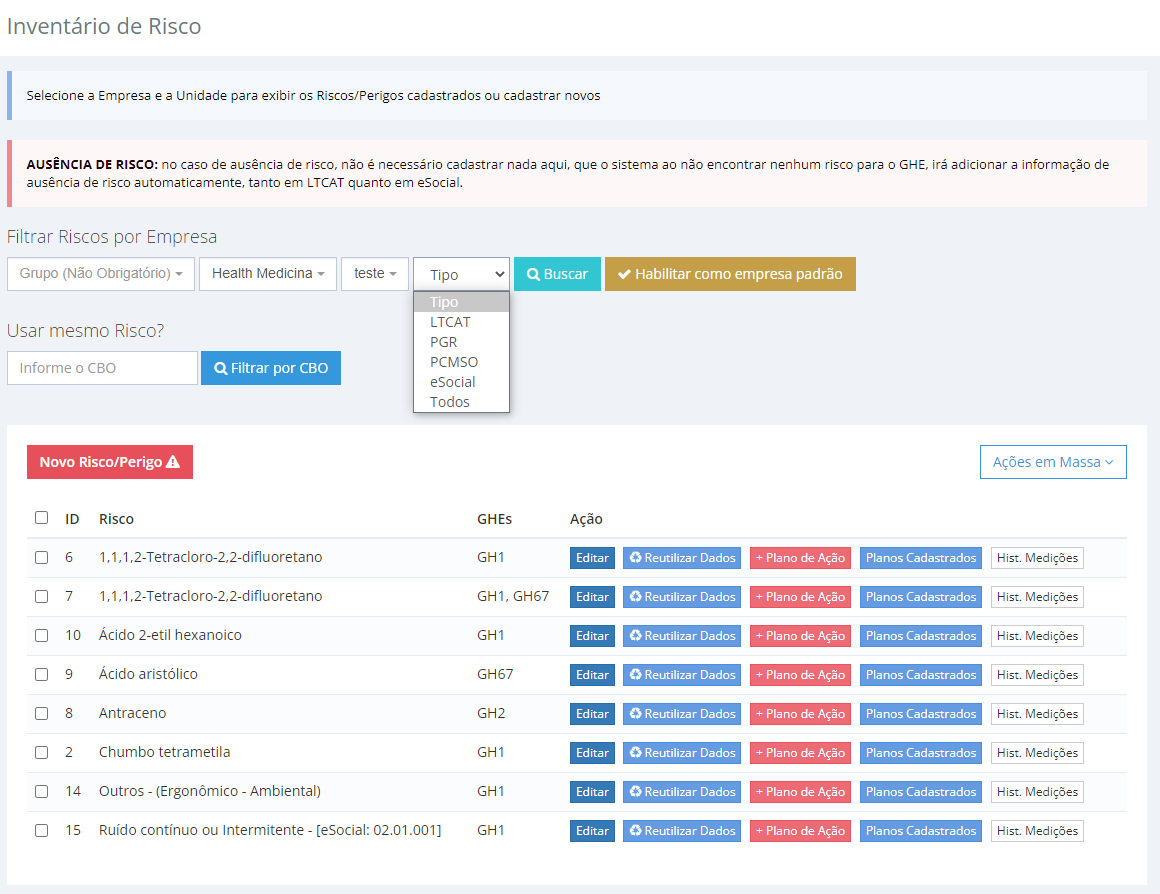 Inventário de Risco
Selecione a Empresa e a Unidade para exibir os Riscos/Perigos cadastrados ou cadastrar novos
AUSÊNCIA DE RISCO: no caso de ausência de risco, não é necessário cadastrar nada aqui, que o sistema ao não encontrar nenhum risco para o GHE, irá adicionar a informação de
ausência de risco automaticamente, tanto em LTCAT quanto em eSocial.
Filtrar Riscos por Empresa
Grupo (Não Obrigatório) Health Medicina teste Tipo Buscar Habilitar como empresa padrão
Tipo
LTCAT
PGR
PCMSO
eSocial
Todos
Usar mesmo Risco?
Informe o CBO Filtrar por CBO
Novo Risco/Perigo Ações em Massa
ID Risco GHEs Ação
6 1,1,1,2-Tetracloro-2,2-difluoretano GH1 Editar Reutilizar Dados + Plano de Ação Planos Cadastrados Hist. Medições
7 1,1,1,2-Tetracloro-2,2-difluoretano GH1, GH67 Editar Reutilizar Dados + Plano de Ação Planos Cadastrados Hist. Medições
10 Ácido 2-etil hexanoico GH1 Editar Reutilizar Dados + Plano de Ação Planos Cadastrados Hist. Medições
9 Ácido aristólico GH67 Editar Reutilizar Dados + Plano de Ação Planos Cadastrados Hist. Medições
8 Antraceno GH2 Editar Reutilizar Dados + Plano de Ação Planos Cadastrados Hist. Medições
2 Chumbo tetrametila GH1 Editar Reutilizar Dados + Plano de Ação Planos Cadastrados Hist. Medições
14 Outros - (Ergonômico - Ambiental) GH1 Editar Reutilizar Dados + Plano de Ação Planos Cadastrados Hist. Medições
15 Ruído contínuo ou Intermitente - [eSocial: 02.01.001] GH1 Editar Reutilizar Dados + Plano de Ação Planos Cadastrados Hist. Medições